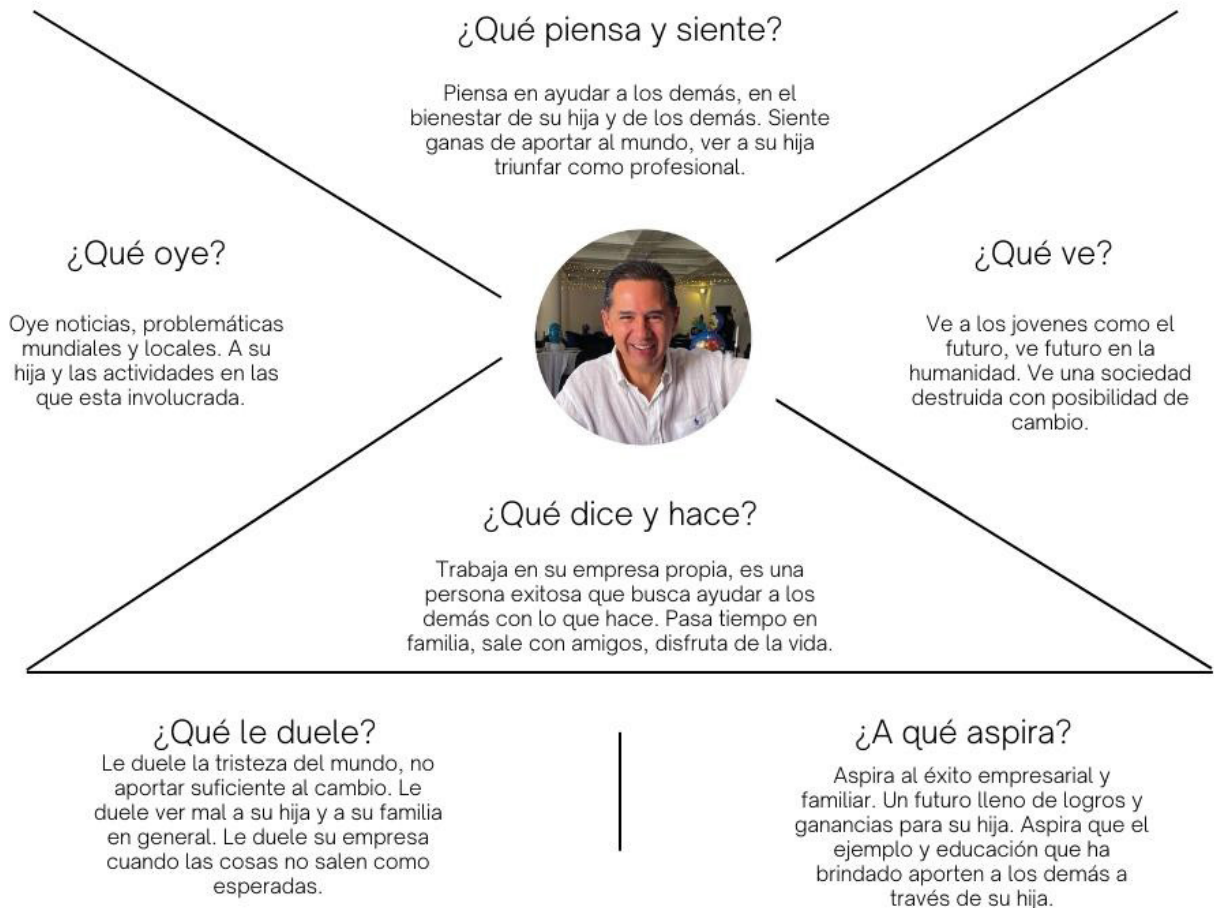 ¿Qué piensa y siente?
Piensa en ayudar a los demás, en el
bienestar de su hija y de los demás. Siente
ganas de aportar al mundo, ver a su hija
triunfar como profesional.
¿Qué oye?
Oye noticias, problemáticas
mundiales y locales. A su
hija y las actividades en las
que esta involucrada.
¿Qué ve?
Ve a los jovenes como el
futuro, ve futuro en la
humanidad. Ve una sociedad
destruida con posibilidad de
cambio.
¿Qué dice y hace?
Trabaja en su empresa propia, es una
persona exitosa que busca ayudar a los
demás con lo que hace. Pasa tiempo en
familia, sale con amigos, disfruta de la vida.
¿Qué le duele?
Le duele la tristeza del mundo, no
aportar suficiente al cambio. Le
duele ver mal a su hija y a su familia
en general. Le duele su empresa
cuando las cosas no salen como
esperadas.
¿A qué aspira?
Aspira al éxito empresarial y
familiar. Un futuro lleno de logros y
ganancias para su hija. Aspira que el
ejemplo y educación que ha
brindado aporten a los demás a
través de su hija.